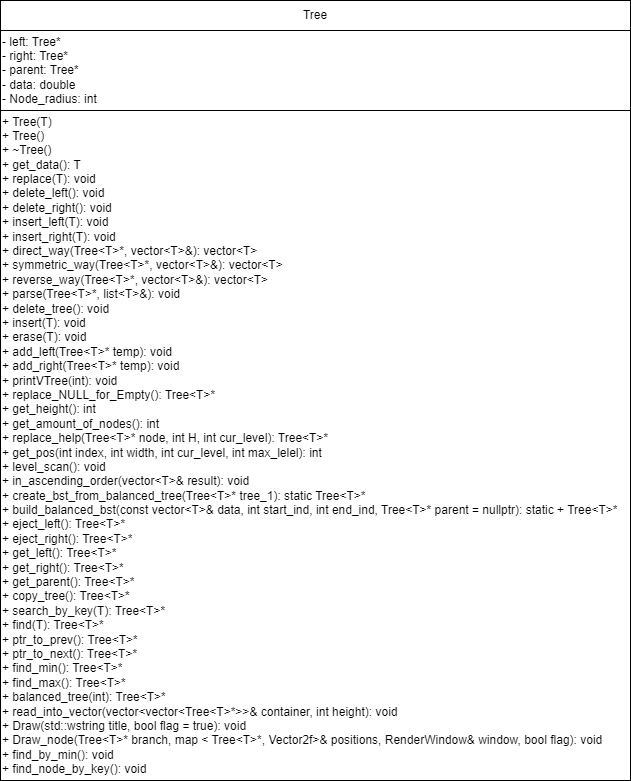 Tree
- left: Tree*
- right: Tree*
- parent: Tree*
- data: double
- Node_radius: int
+ Tree(T)
+ Tree()
+ ~Tree()
+ get_data(): T
+ replace(T): void
+ delete_left(): void
+ delete_right(): void
+ insert_left(T): void
+ insert_right(T): void
+ direct_way(Tree<T>*, vector<T>&): vector<T>
+ symmetric_way(Tree<T>*, vector<T>&): vector<T>
+ reverse_way(Tree<T>*, vector<T>&): vector<T>
+ parse(Tree<T>*, list<T>&): void
+ delete_tree(): void
+ insert(T): void
+ erase(T): void
+ add_left(Tree<T>* temp): void
+ add_right(Tree<T>* temp): void
+ printVTree(int): void
+ replace_NULL_for_Empty(): Tree<T>*
+ get_height(): int
+ get_amount_of_nodes(): int
+ replace_help(Tree<T>* node, int H, int cur_level): Tree<T>*
+ get_pos(int index, int width, int cur_level, int max_lelel): int
+ level_scan(): void
+ in_ascending_order(vector<T>& result): void
+ create_bst_from_balanced_tree(Tree<T>* tree_1): static Tree<T>*
+ build_balanced_bst(const vector<T>& data, int start_ind, int end_ind, Tree<T>* parent = nullptr): static + Tree<T>*
+ eject_left(): Tree<T>*
+ eject_right(): Tree<T>*
+ get_left(): Tree<T>*
+ get_right(): Tree<T>*
+ get_parent(): Tree<T>*
+ copy_tree(): Tree<T>*
+ search_by_key(T): Tree<T>*
+ find(T): Tree<T>*
+ ptr_to_prev(): Tree<T>*
+ ptr_to_next(): Tree<T>*
+ find_min(): Tree<T>*
+ find_max(): Tree<T>*
+ balanced_tree(int): Tree<T>*
+ read_into_vector(vector<vector<Tree<T>*>>& container, int height): void
+ Draw(std::wstring title, bool flag = true): void
+ Draw_node(Tree<T>* branch, map < Tree<T>*, Vector2f>& positions, RenderWindow& window, bool flag): void
+ find_by_min(): void
+ find_node_by_key(): void